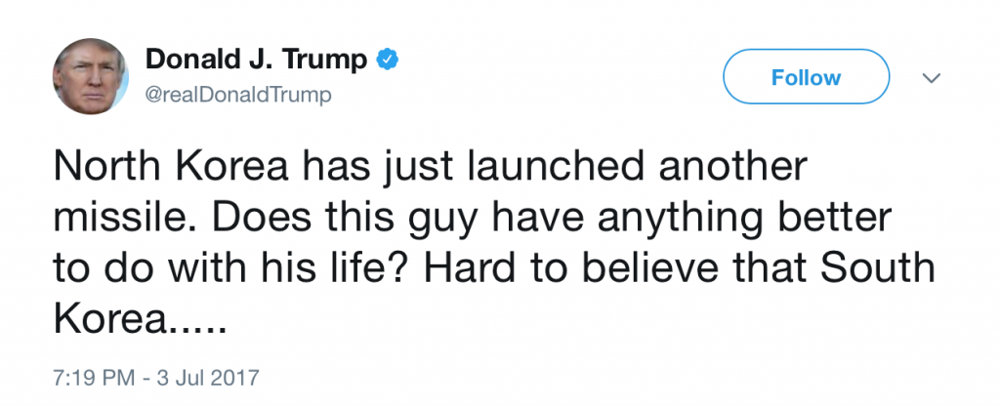 Donald J. Trump
@realDonaldTrump
Follow
North Korea has just launched another
missile. Does this guy have anything better
to do with his life? Hard to believe that South
Korea.....
7:19 PM - 3 Jul 2017